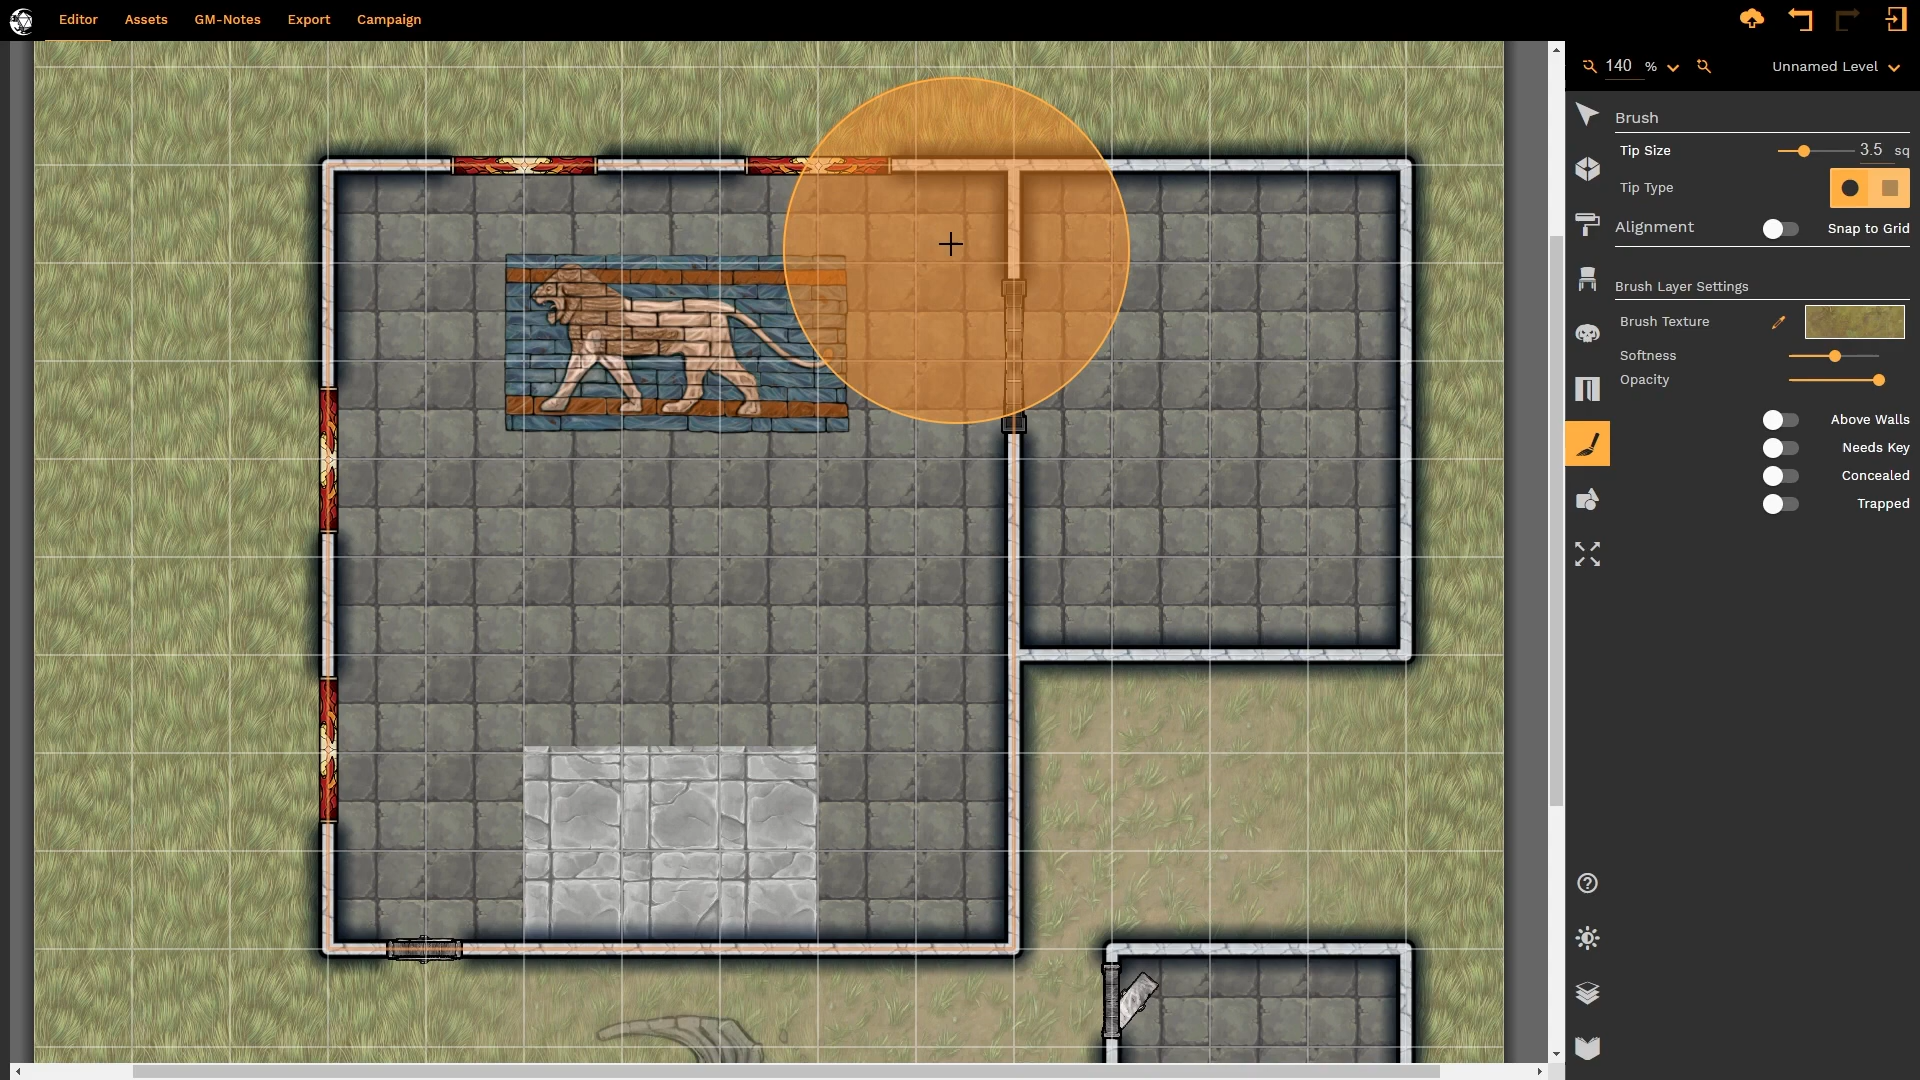 Editor Assets GM-Notes Export Campaign
140 % Unnamed Level
Brush
Tip Size 3.5 sq
Tip Type
Alignment Snap to Grid
Brush Layer Settings
Brush Texture
Softness
Opacity
Above Walls
Needs Key
Concealed
Trapped